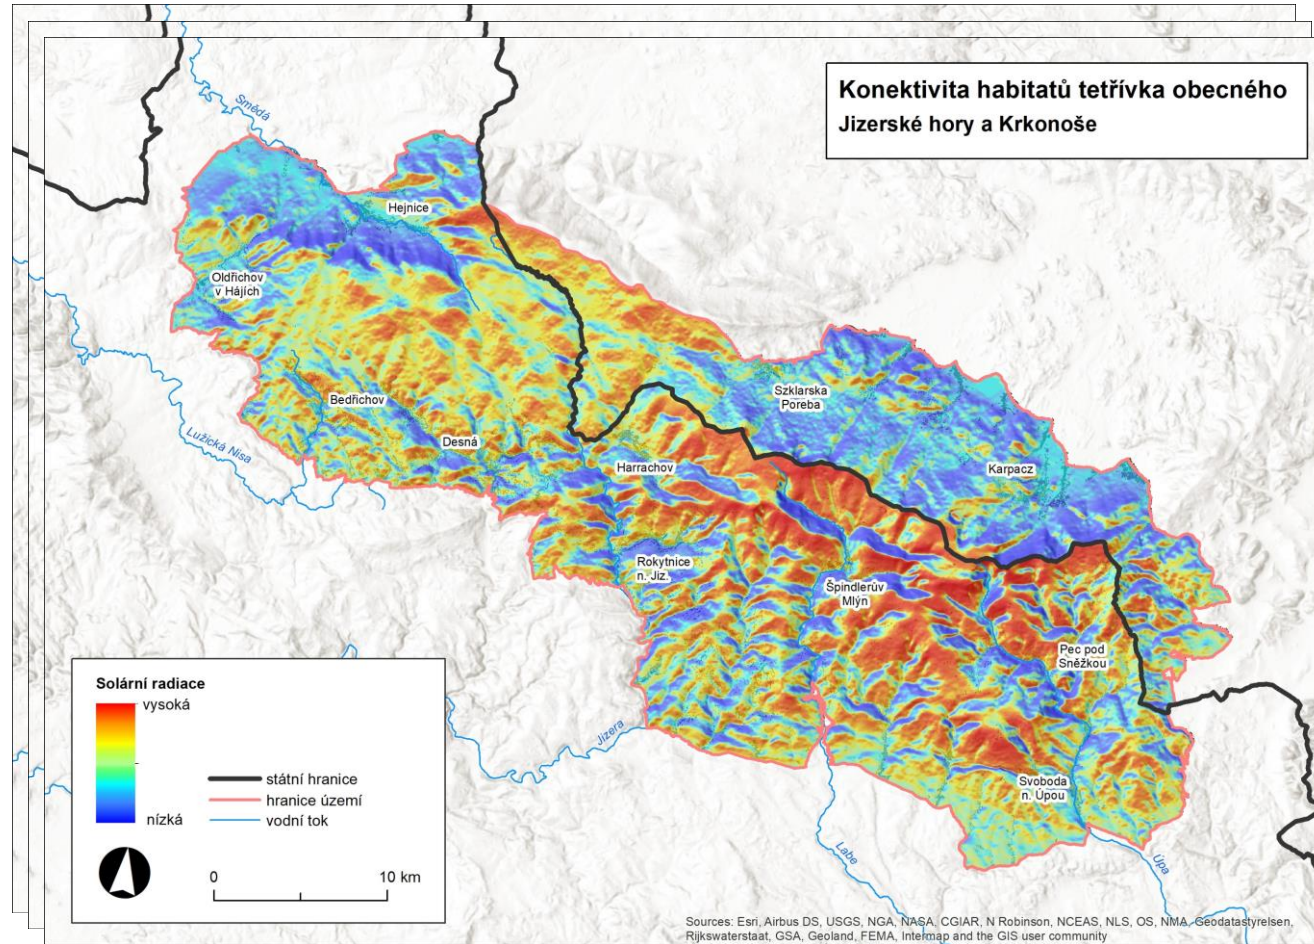 Konektivita habitatů tetřívka obecného
Jizerské hory a Krkonoše
Smědá
Hejnice
Oldřichov
v Hájích
Bedřichov
Lužická Nisa
Desná
Szklarska
Poreba
Harrachov
Karpacz
Rokytnice
n. Jiz.
Špindlerův
Mlýn
Pec pod
Sněžkou
Jizera
Svoboda
n. Úpou
Labe
Úpa
Solární radiace
vysoká
nízká
státní hranice
hranice území
vodní tok
0 10 km
Sources: Esri, Airbus DS, USGS, NGA, NASA, CGIAR, N Robinson, NCEAS, NLS, OS, NMA, Geodatastyrelsen,
Rijkswaterstaat, GSA, Geoland, FEMA, Intermap and the GIS user community